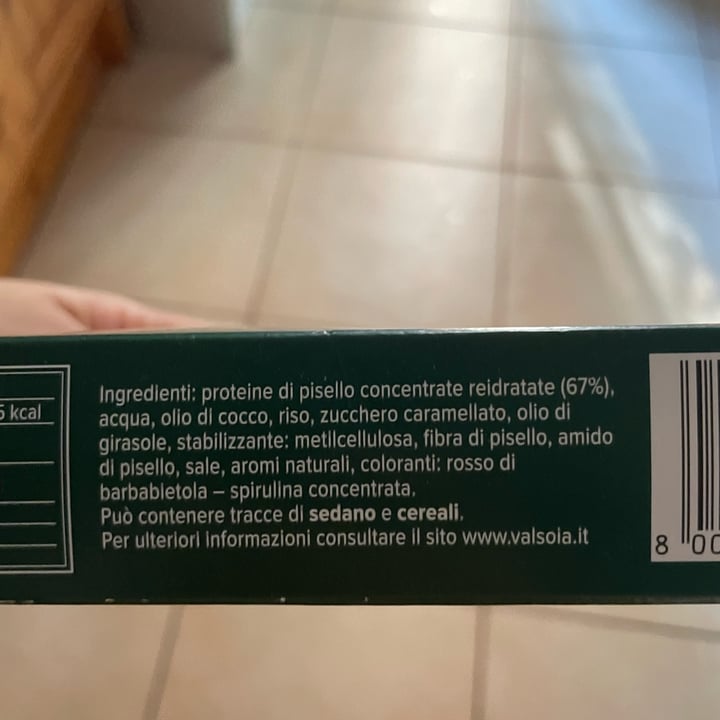 5 kcal
Ingredienti: proteine di pisello concentrate reidratate (67%),
acqua, olio di cocco, riso, zucchero caramellato, olio di
girasole, stabilizzante: metilcellulosa, fibra di pisello, amido
di pisello, sale, aromi naturali, coloranti: rosso di
barbabietola – spirulina concentrata.
Può contenere tracce di sedano e cereali.
Per ulteriori informazioni consultare il sito www.valsoia.it
8 00